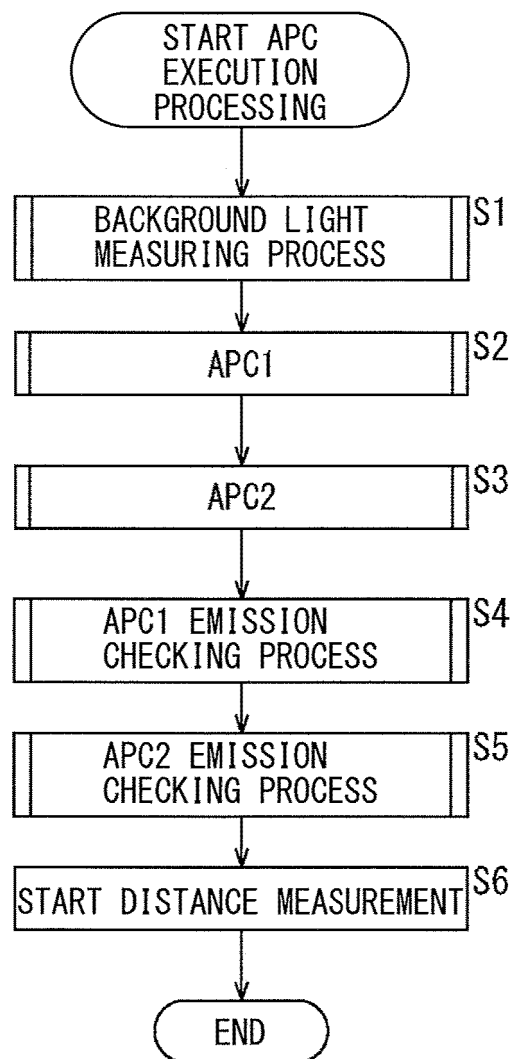 START APC
EXECUTION
PROCESSING
BACKGROUND LIGHT
MEASURING PROCESS
S1
APC1
S2
APC2
S3
APC1 EMISSION
CHECKING PROCESS
S4
APC2 EMISSION
CHECKING PROCESS
S5
START DISTANCE MEASUREMENT
S6
END